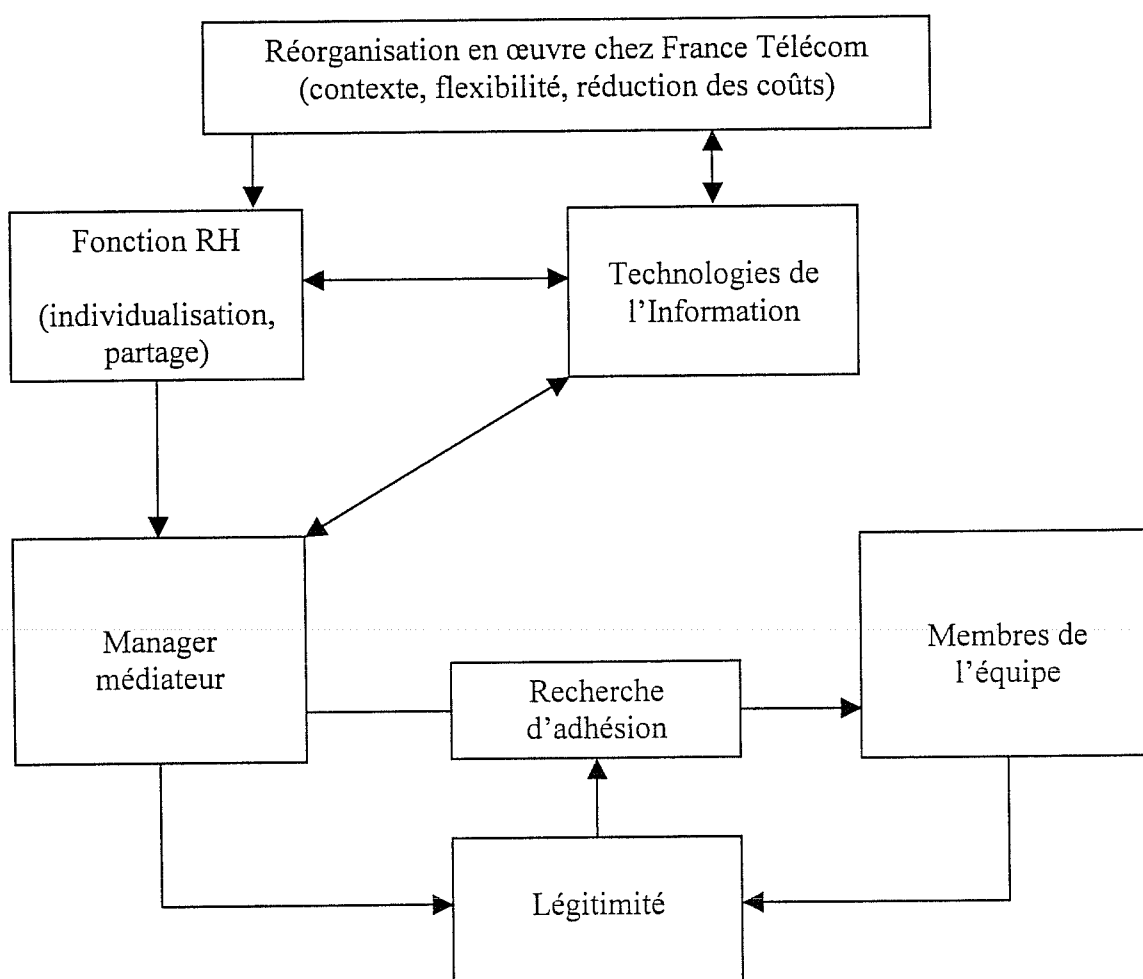 Réorganisation en œuvre chez France Télécom
(contexte, flexibilité, réduction des coûts)
Fonction RH
(individualisation,
partage)
Technologies de
l’Information
Manager
médiateur
Recherche
d’adhésion
Membres de
l’équipe
Légitimité